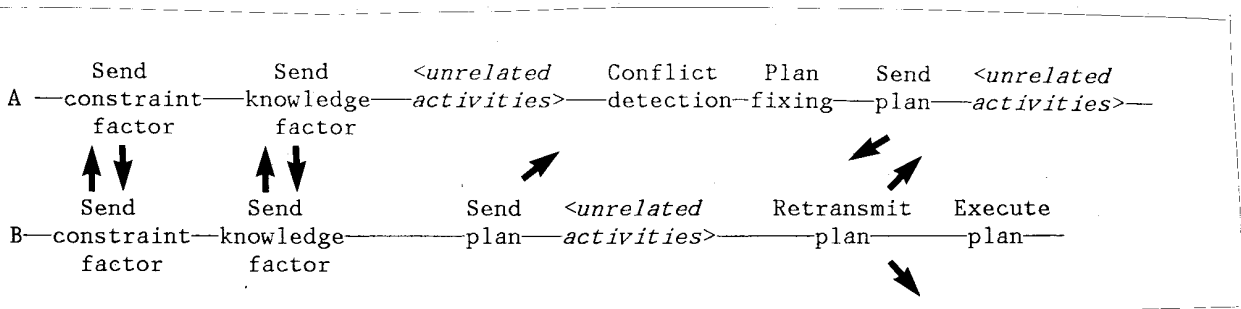 Send Send <unrelated Conflict Plan Send <unrelated
A constraint knowledge activities> detection fixing plan activities>
factor factor
Send Send Send <unrelated Retransmit Execute
B constraint knowledge plan activities> plan plan
factor factor